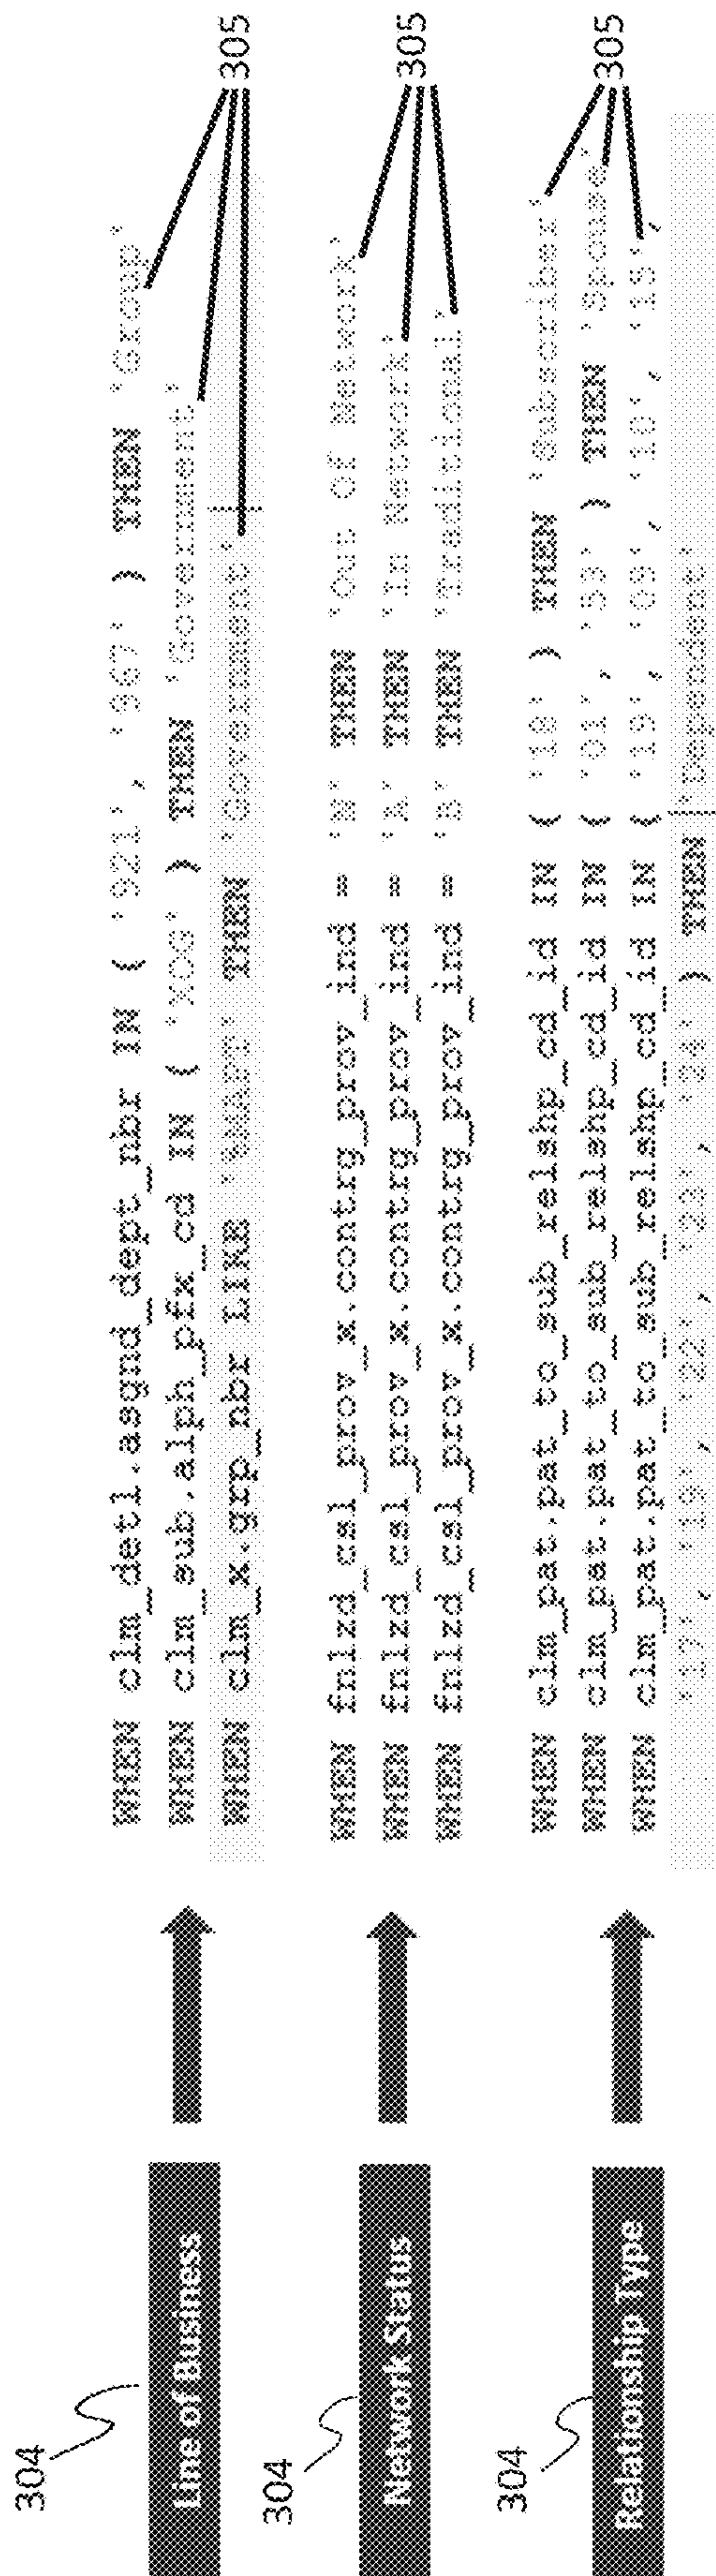 304
Line of Business
WHEN clm_detl.asgnd_dept_nbr IN ( '921', '967' ) THEN 'Group'
WHEN clm_sub.alph_pfx_cd IN ( 'XOG' ) THEN 'Government'
WHEN clm_x.grp_nbr LIKE THEN 'Government'
305
304
Network Status
WHEN fnlzd_csl_prov_x.contrg_prov_ind = 'N' THEN 'Out of Network'
WHEN fnlzd_csl_prov_x.contrg_prov_ind = 'A' THEN 'In Network'
WHEN fnlzd_csl_prov_x.contrg_prov_ind = 'B' THEN 'Traditional'
305
304
Relationship Type
WHEN clm_pat.pat_to_sub_relshp_cd_id IN ( '18' ) THEN 'Subscriber'
WHEN clm_pat.pat_to_sub_relshp_cd_id IN ( '01', '53' ) THEN 'Spouse'
WHEN clm_pat.pat_to_sub_relshp_cd_id IN ( '19', '09', '10', '15',
'17', '22', '23', '24' ) THEN 'Dependent'
305